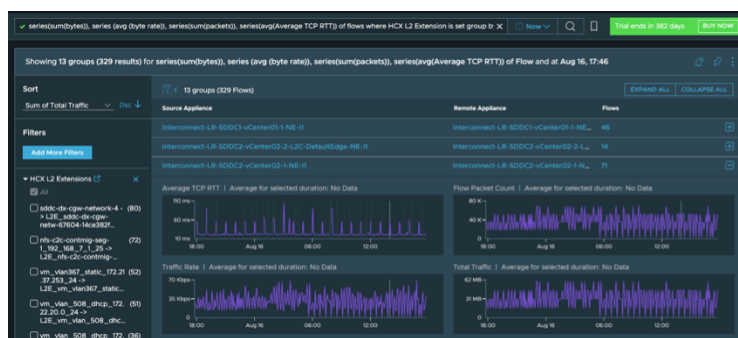 series(sum(bytes)), series (avg (byte rate)), series(sum(packets)), series(avg(Average TCP RTT)) of flows where HCX L2 Extension is set group b
Now
Trial ends in 382 days
BUY NOW
Showing 13 groups (329 results) for series(sum(bytes)), series (avg (byte rate)), series(sum(packets)), series(avg(Average TCP RTT)) of Flow and at Aug 16, 17:46
Sort
Sum of Total Traffic
Dsc
Filters
Add More Filters
HCX L2 Extensions
All
sddc-dx-cgw-network-4 - (80)
> L2E_sddc-dx-cgw-
netw-67604-14ce382f...
nfs-c2c-contmig-seg- (72)
1_192_168_7_1_25 ->
L2E_nfs-c2c-contmig-...
vm_vlan367_static_172.21 (52)
.37.253_24 ->
L2E_vm_vlan367_static...
vm_vlan_508_dhcp_172. (51)
22.20.0_24 ->
L2E_vm_vlan_508_dhc...
vm_vlan_508_dhcp_172. (36)
13 groups (329 Flows)
EXPAND ALL
COLLAPSE ALL
Source Appliance
Remote Appliance
Flows
Interconnect-LR-SDDC1-vCenter01-1-NE-I1
Interconnect-LR-SDDC1-vCenter01-1-NE...
46
Interconnect-LR-SDDC2-vCenter02-2-L2C-DefaultEdge-NE-I1
Interconnect-LR-SDDC2-vCenter02-2-L...
14
Interconnect-LR-SDDC2-vCenter02-1-NE-I1
Interconnect-LR-SDDC2-vCenter02-1-N...
71
Average TCP RTT | Average for selected duration: No Data
110 ms
60 ms
10 ms
18:00
Aug 16
06:00
12:00
Flow Packet Count | Average for selected duration: No Data
80 K
40 K
0
18:00
Aug 16
06:00
12:00
Traffic Rate | Average for selected duration: No Data
70 Kbps
35 Kbps
0
18:00
Aug 16
06:00
12:00
Total Traffic | Average for selected duration: No Data
62 MB
31 MB
0
18:00
Aug 16
06:00
12:00